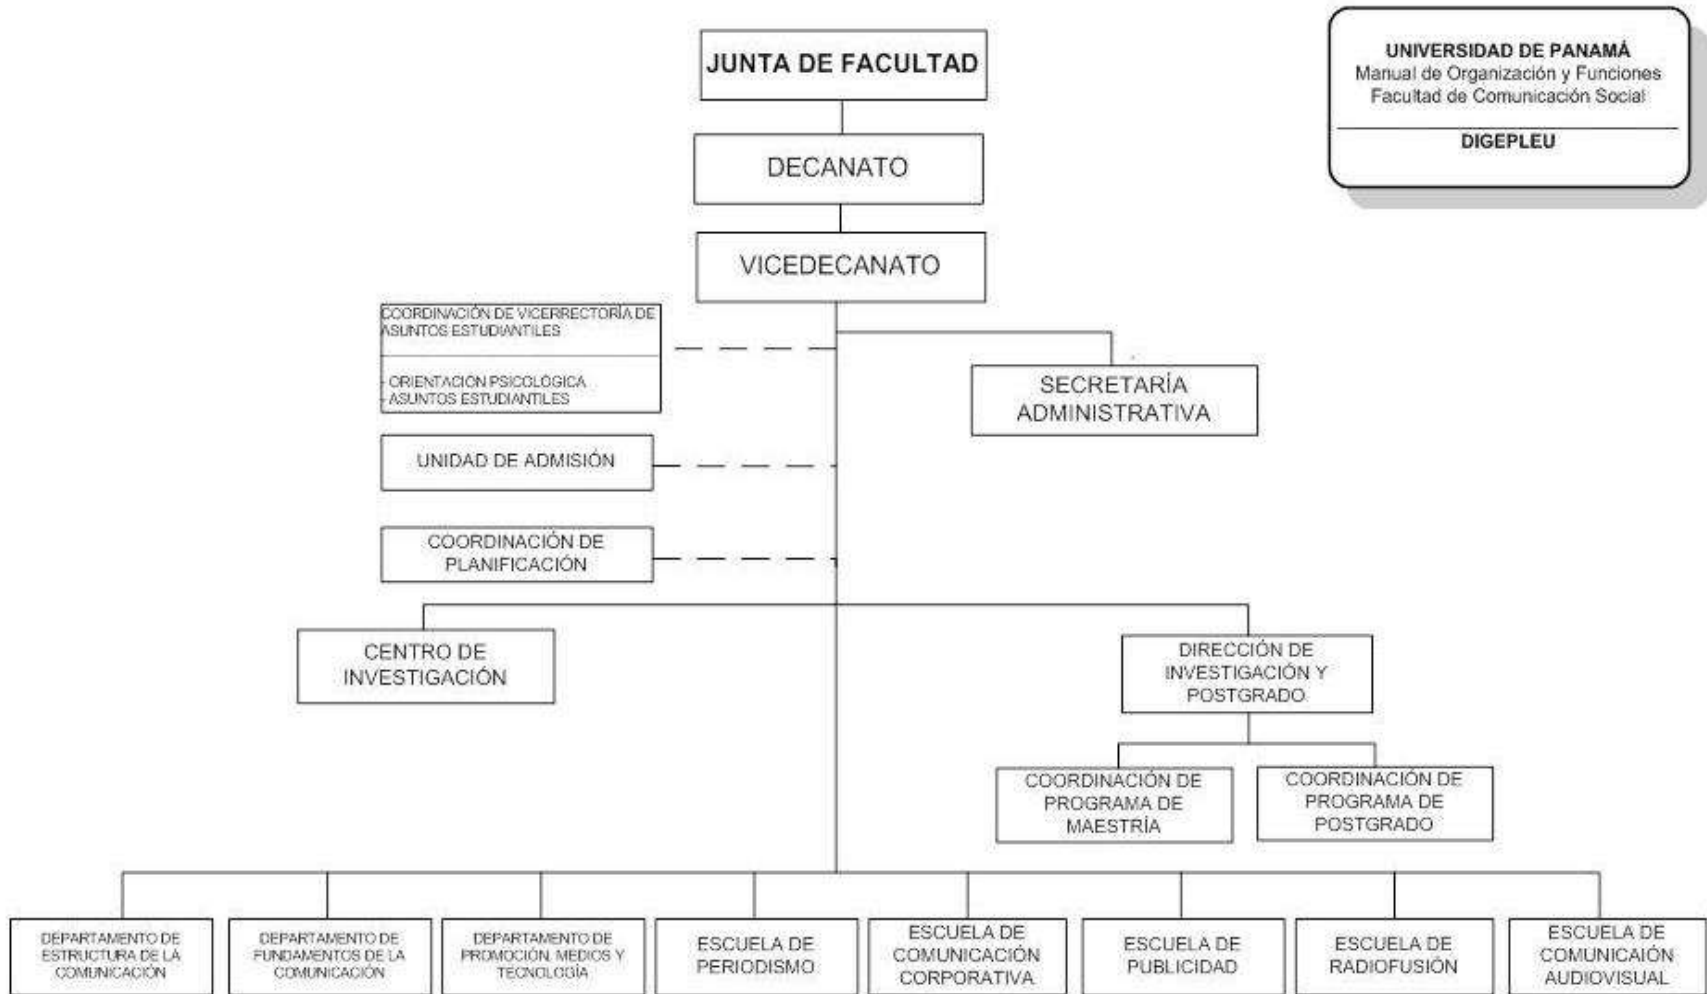 JUNTA DE FACULTAD
UNIVERSIDAD DE PANAMÁ
Manual de Organización y Funciones
Facultad de Comunicación Social
DIGEPLEU
DECANATO
VICEDECANATO
COORDINACIÓN DE VICERRECTORÍA DE
ASUNTOS ESTUDIANTILES
- ORIENTACIÓN PSICOLÓGICA
- ASUNTOS ESTUDIANTILES
SECRETARÍA
ADMINISTRATIVA
UNIDAD DE ADMISIÓN
COORDINACIÓN DE
PLANIFICACIÓN
CENTRO DE
INVESTIGACIÓN
DIRECCIÓN DE
INVESTIGACIÓN Y
POSTGRADO
COORDINACIÓN DE
PROGRAMA DE
MAESTRÍA
COORDINACIÓN DE
PROGRAMA DE
POSTGRADO
DEPARTAMENTO DE
ESTRUCTURA DE LA
COMUNICACIÓN
DEPARTAMENTO DE
FUNDAMENTOS DE LA
COMUNICACIÓN
DEPARTAMENTO DE
PROMOCIÓN, MEDIOS Y
TECNOLOGÍA
ESCUELA DE
PERIODISMO
ESCUELA DE
COMUNICACIÓN
CORPORATIVA
ESCUELA DE
PUBLICIDAD
ESCUELA DE
RADIOFUSIÓN
ESCUELA DE
COMUNICAIÓN
AUDIOVISUAL